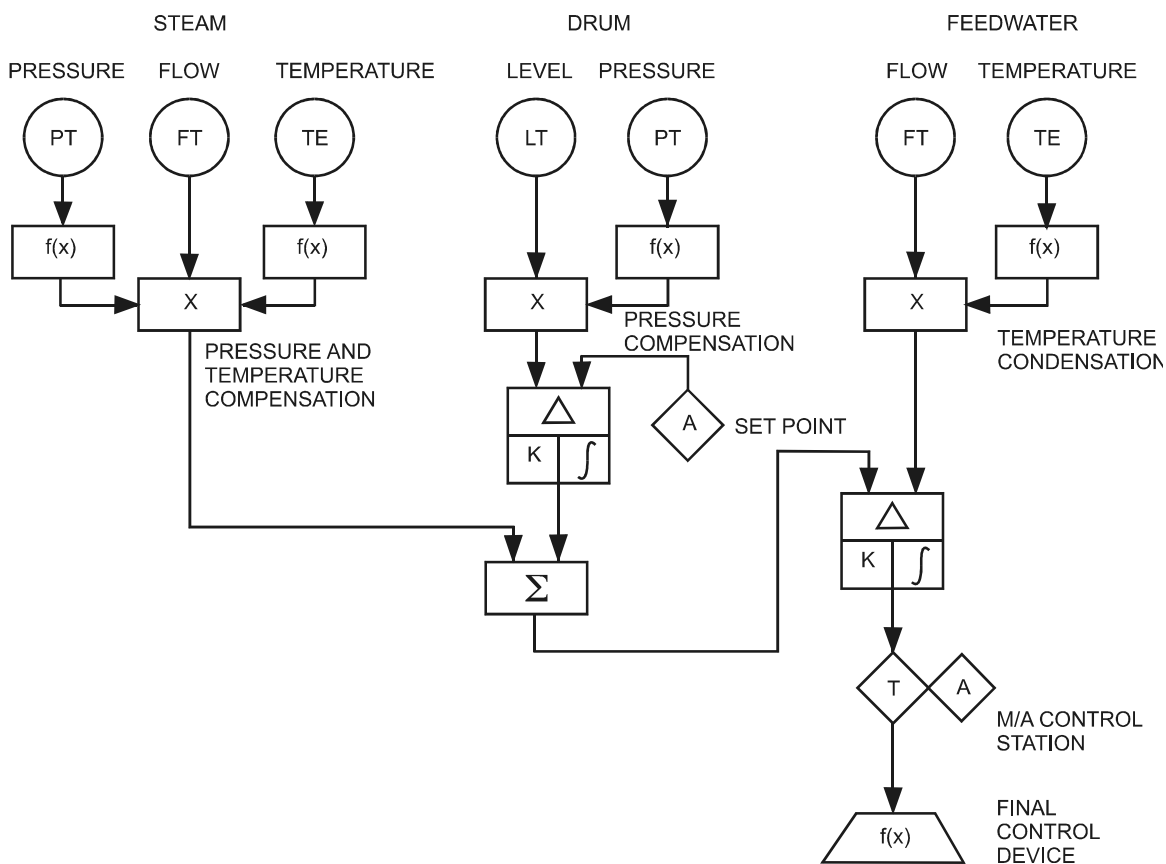 STEAM
DRUM
FEEDWATER
PRESSURE
FLOW
TEMPERATURE
LEVEL
PRESSURE
FLOW
TEMPERATURE
PT
FT
TE
LT
PT
FT
TE
f(x)
f(x)
f(x)
f(x)
X
X
X
PRESSURE AND
TEMPERATURE
COMPENSATION
PRESSURE
COMPENSATION
TEMPERATURE
CONDENSATION
Δ
A
SET POINT
K
∫
Δ
K
∫
Σ
T
A
M/A CONTROL
STATION
f(x)
FINAL
CONTROL
DEVICE